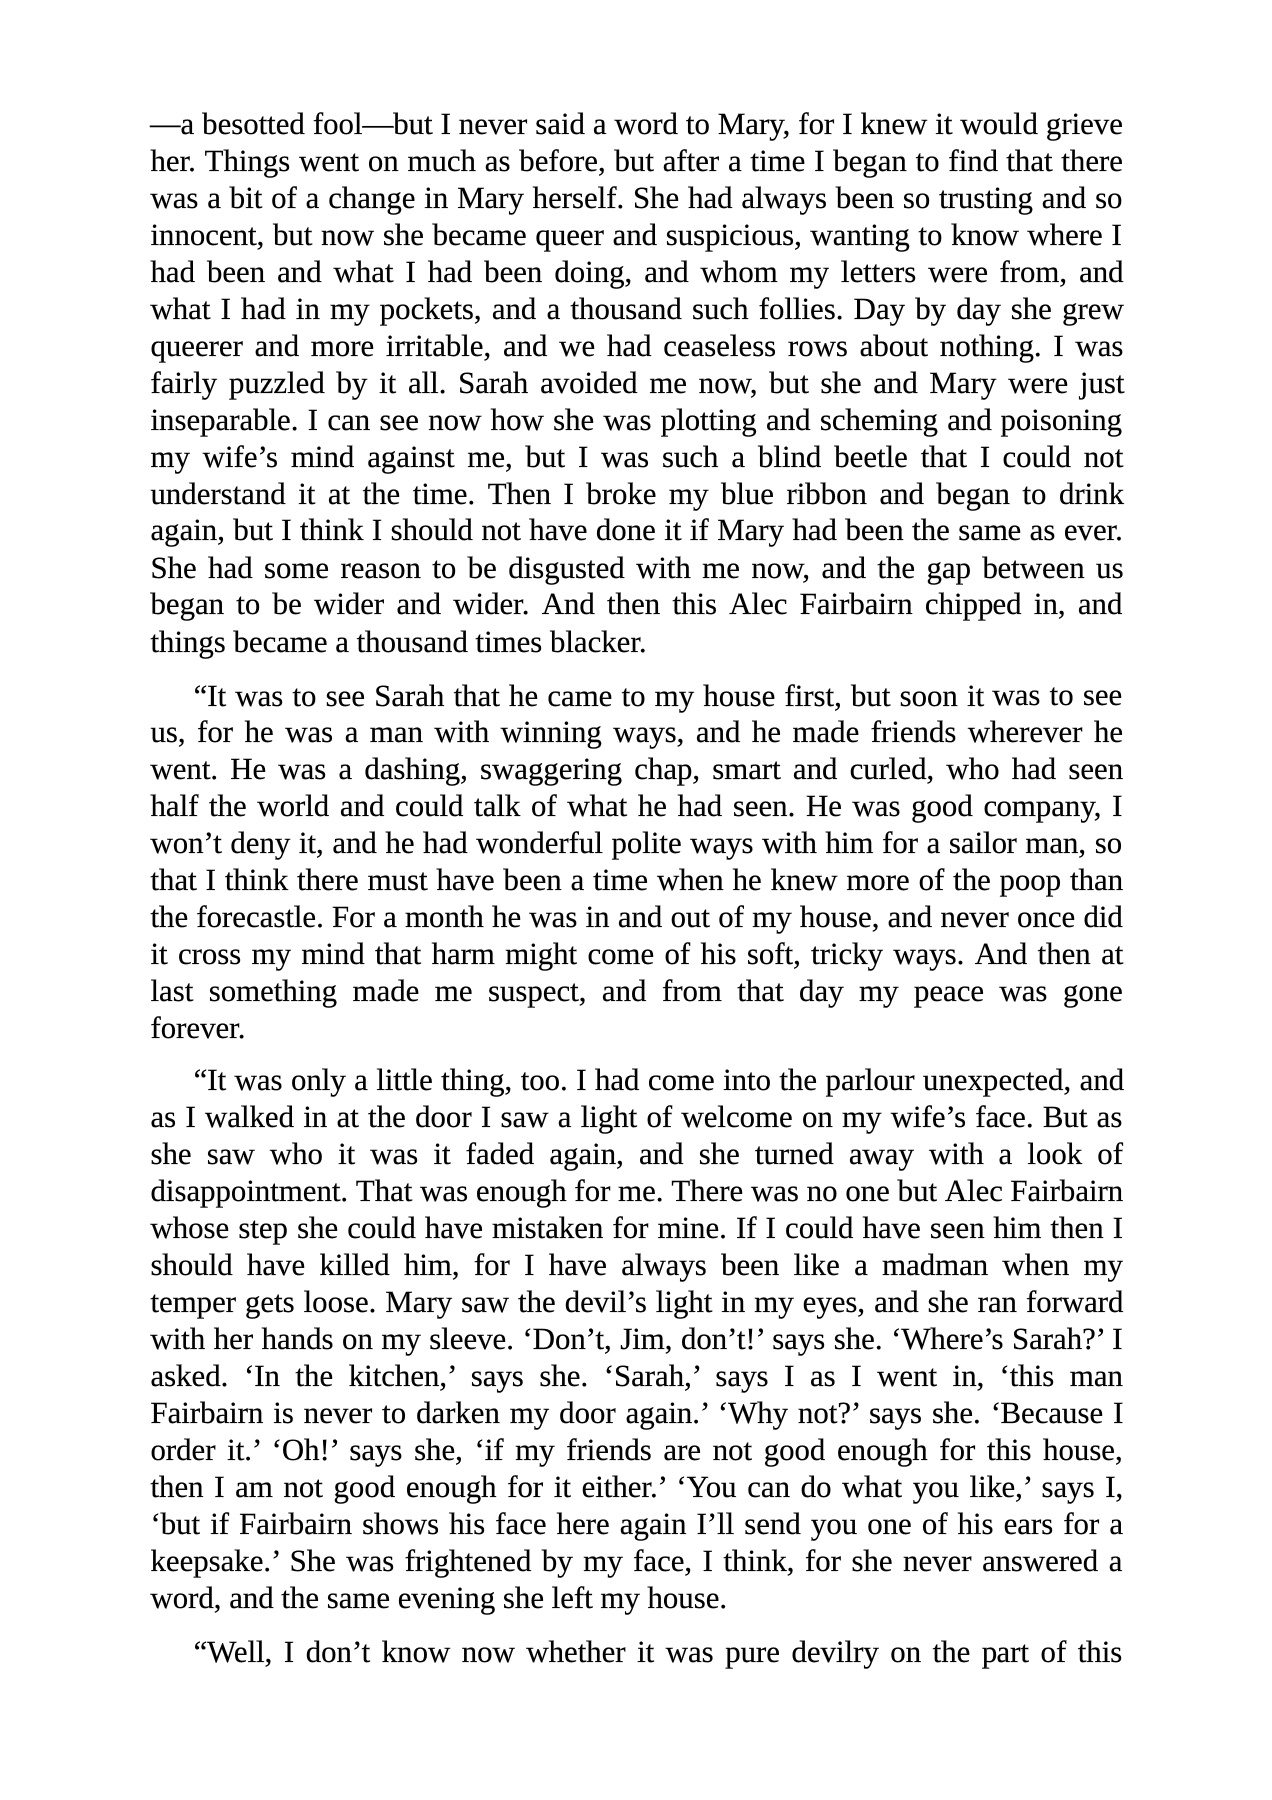 —a besotted fool—but I never said a word to Mary, for I knew it would grieve
her. Things went on much as before, but after a time I began to find that there
was a bit of a change in Mary herself. She had always been so trusting and so
innocent, but now she became queer and suspicious, wanting to know where I
had been and what I had been doing, and whom my letters were from, and
what I had in my pockets, and a thousand such follies. Day by day she grew
queerer and more irritable, and we had ceaseless rows about nothing. I was
fairly puzzled by it all. Sarah avoided me now, but she and Mary were just
inseparable. I can see now how she was plotting and scheming and poisoning
my wife’s mind against me, but I was such a blind beetle that I could not
understand it at the time. Then I broke my blue ribbon and began to drink
again, but I think I should not have done it if Mary had been the same as ever.
She had some reason to be disgusted with me now, and the gap between us
began to be wider and wider. And then this Alec Fairbairn chipped in, and
things became a thousand times blacker.
“It was to see Sarah that he came to my house first, but soon it was to see
us, for he was a man with winning ways, and he made friends wherever he
went. He was a dashing, swaggering chap, smart and curled, who had seen
half the world and could talk of what he had seen. He was good company, I
won’t deny it, and he had wonderful polite ways with him for a sailor man, so
that I think there must have been a time when he knew more of the poop than
the forecastle. For a month he was in and out of my house, and never once did
it cross my mind that harm might come of his soft, tricky ways. And then at
last something made me suspect, and from that day my peace was gone
forever.
“It was only a little thing, too. I had come into the parlour unexpected, and
as I walked in at the door I saw a light of welcome on my wife’s face. But as
she saw who it was it faded again, and she turned away with a look of
disappointment. That was enough for me. There was no one but Alec Fairbairn
whose step she could have mistaken for mine. If I could have seen him then I
should have killed him, for I have always been like a madman when my
temper gets loose. Mary saw the devil’s light in my eyes, and she ran forward
with her hands on my sleeve. ‘Don’t, Jim, don’t!’ says she. ‘Where’s Sarah?’ I
asked. ‘In the kitchen,’ says she. ‘Sarah,’ says I as I went in, ‘this man
Fairbairn is never to darken my door again.’ ‘Why not?’ says she. ‘Because I
order it.’ ‘Oh!’ says she, ‘if my friends are not good enough for this house,
then I am not good enough for it either.’ ‘You can do what you like,’ says I,
‘but if Fairbairn shows his face here again I’ll send you one of his ears for a
keepsake.’ She was frightened by my face, I think, for she never answered a
word, and the same evening she left my house.
“Well, I don’t know now whether it was pure devilry on the part of this